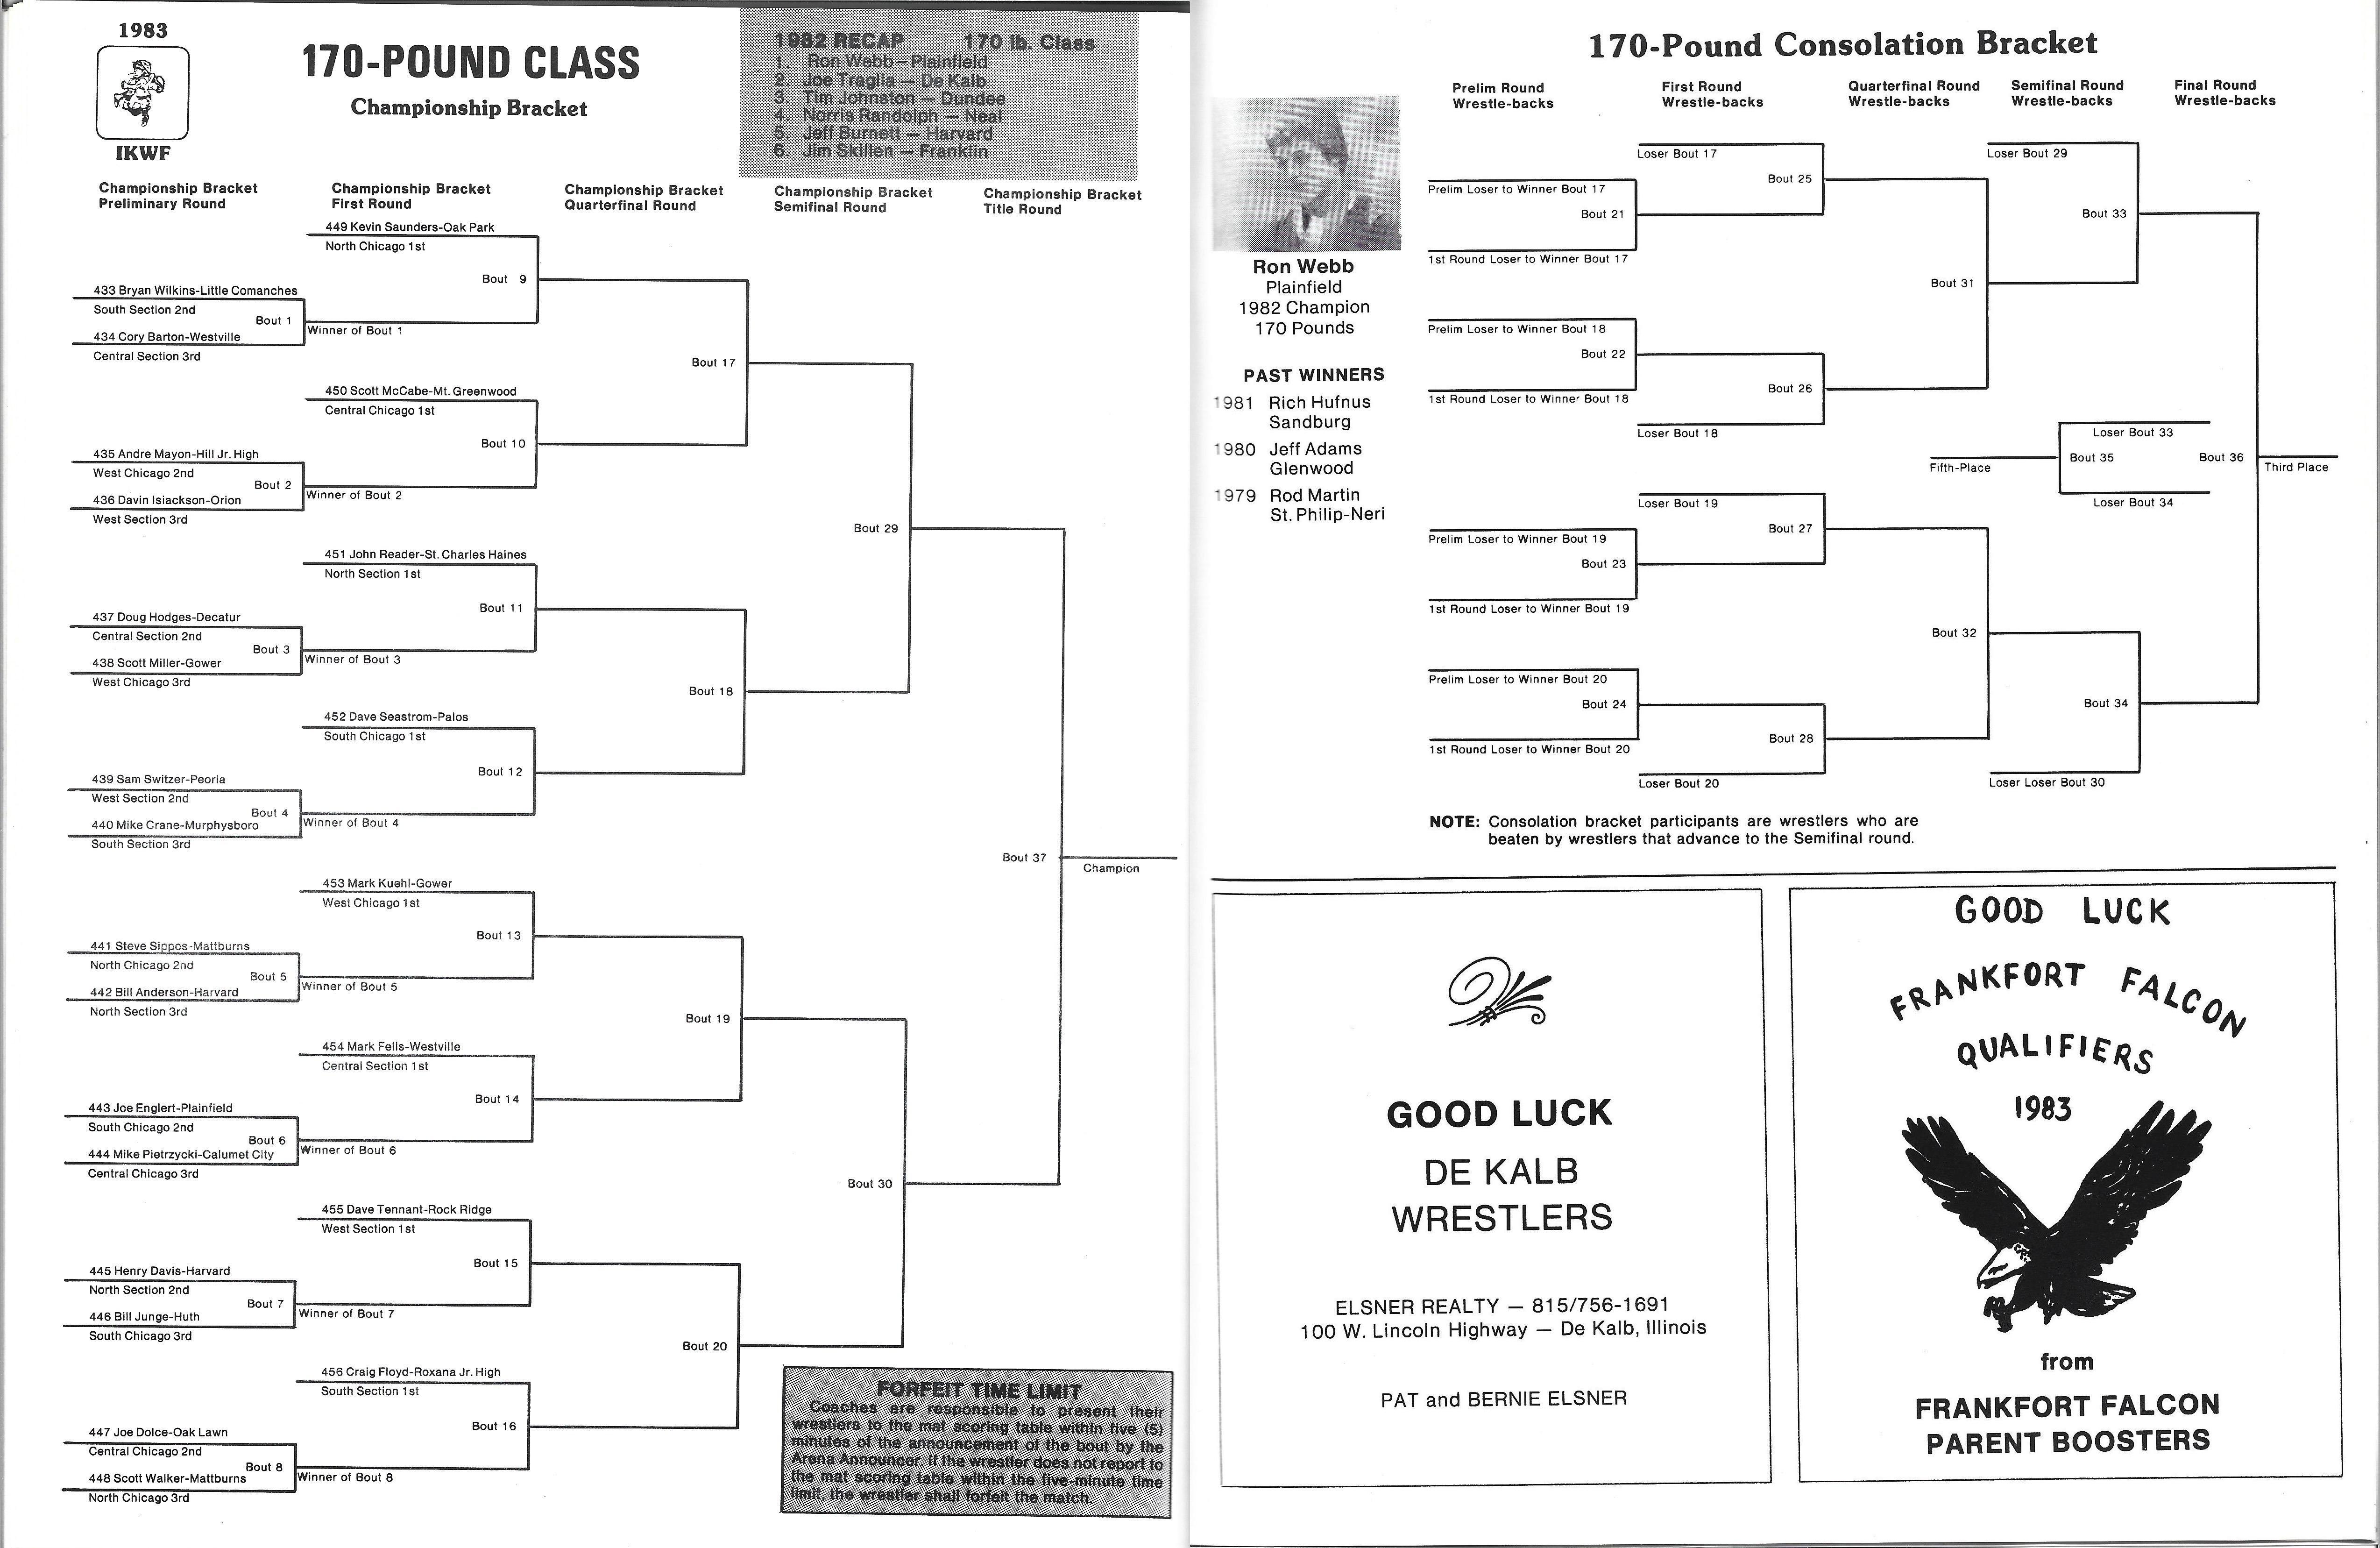 1983
IKWF
170-POUND CLASS
Championship Bracket
1982 RECAP 170 lb. Class
1. Ron Webb – Plainfield
2. Joe Traglia — De Kalb
3. Tim Johnston — Dundee
4. Norris Randolph — Neal
5. Jeff Burnett — Harvard
6. Jim Skillen — Franklin
Championship Bracket
Preliminary Round
Championship Bracket
First Round
Championship Bracket
Quarterfinal Round
Championship Bracket
Semifinal Round
Championship Bracket
Title Round
449 Kevin Saunders-Oak Park
North Chicago 1st
Bout 9
433 Bryan Wilkins-Little Comanches
South Section 2nd
Bout 1
Winner of Bout 1
434 Cory Barton-Westville
Central Section 3rd
Bout 17
450 Scott McCabe-Mt. Greenwood
Central Chicago 1st
Bout 10
435 Andre Mayon-Hill Jr. High
West Chicago 2nd
Bout 2
Winner of Bout 2
436 Davin Isiackson-Orion
West Section 3rd
Bout 29
451 John Reader-St. Charles Haines
North Section 1st
Bout 11
437 Doug Hodges-Decatur
Central Section 2nd
Bout 3
Winner of Bout 3
438 Scott Miller-Gower
West Chicago 3rd
Bout 18
452 Dave Seastrom-Palos
South Chicago 1st
Bout 12
439 Sam Switzer-Peoria
West Section 2nd
Bout 4
Winner of Bout 4
440 Mike Crane-Murphysboro
South Section 3rd
Bout 37
Champion
453 Mark Kuehl-Gower
West Chicago 1st
Bout 13
441 Steve Sippos-Mattburns
North Chicago 2nd
Bout 5
Winner of Bout 5
442 Bill Anderson-Harvard
North Section 3rd
Bout 19
454 Mark Fells-Westville
Central Section 1st
Bout 14
443 Joe Englert-Plainfield
South Chicago 2nd
Bout 6
Winner of Bout 6
444 Mike Pietrzycki-Calumet City
Central Chicago 3rd
Bout 30
455 Dave Tennant-Rock Ridge
West Section 1st
Bout 15
445 Henry Davis-Harvard
North Section 2nd
Bout 7
Winner of Bout 7
446 Bill Junge-Huth
South Chicago 3rd
Bout 20
456 Craig Floyd-Roxana Jr. High
South Section 1st
Bout 16
447 Joe Dolce-Oak Lawn
Central Chicago 2nd
Bout 8
Winner of Bout 8
448 Scott Walker-Mattburns
North Chicago 3rd
FORFEIT TIME LIMIT
Coaches are responsible to present their
wrestlers to the mat scoring table within five (5)
minutes of the announcement of the bout by the
Arena Announcer. If the wrestler does not report to
the mat scoring table within the five-minute time
limit, the wrestler shall forfeit the match.
170-Pound Consolation Bracket
Prelim Round
Wrestle-backs
First Round
Wrestle-backs
Quarterfinal Round
Wrestle-backs
Semifinal Round
Wrestle-backs
Final Round
Wrestle-backs
Ron Webb
Plainfield
1982 Champion
170 Pounds
PAST WINNERS
1981 Rich Hufnus
Sandburg
1980 Jeff Adams
Glenwood
1979 Rod Martin
St. Philip-Neri
Loser Bout 17
Bout 25
Prelim Loser to Winner Bout 17
Bout 21
1st Round Loser to Winner Bout 17
Loser Bout 29
Bout 33
Bout 31
Prelim Loser to Winner Bout 18
Bout 22
1st Round Loser to Winner Bout 18
Bout 26
Loser Bout 18
Loser Bout 33
Fifth-Place
Bout 35
Bout 36
Third Place
Loser Bout 34
Loser Bout 19
Bout 27
Prelim Loser to Winner Bout 19
Bout 23
1st Round Loser to Winner Bout 19
Bout 32
Prelim Loser to Winner Bout 20
Bout 24
1st Round Loser to Winner Bout 20
Bout 28
Loser Bout 20
Bout 34
Loser Loser Bout 30
NOTE: Consolation bracket participants are wrestlers who are
beaten by wrestlers that advance to the Semifinal round.
GOOD LUCK
DE KALB
WRESTLERS
ELSNER REALTY — 815/756-1691
100 W. Lincoln Highway — De Kalb, Illinois
PAT and BERNIE ELSNER
GOOD LUCK
FRANKFORT FALCON
QUALIFIERS
1983
from
FRANKFORT FALCON
PARENT BOOSTERS